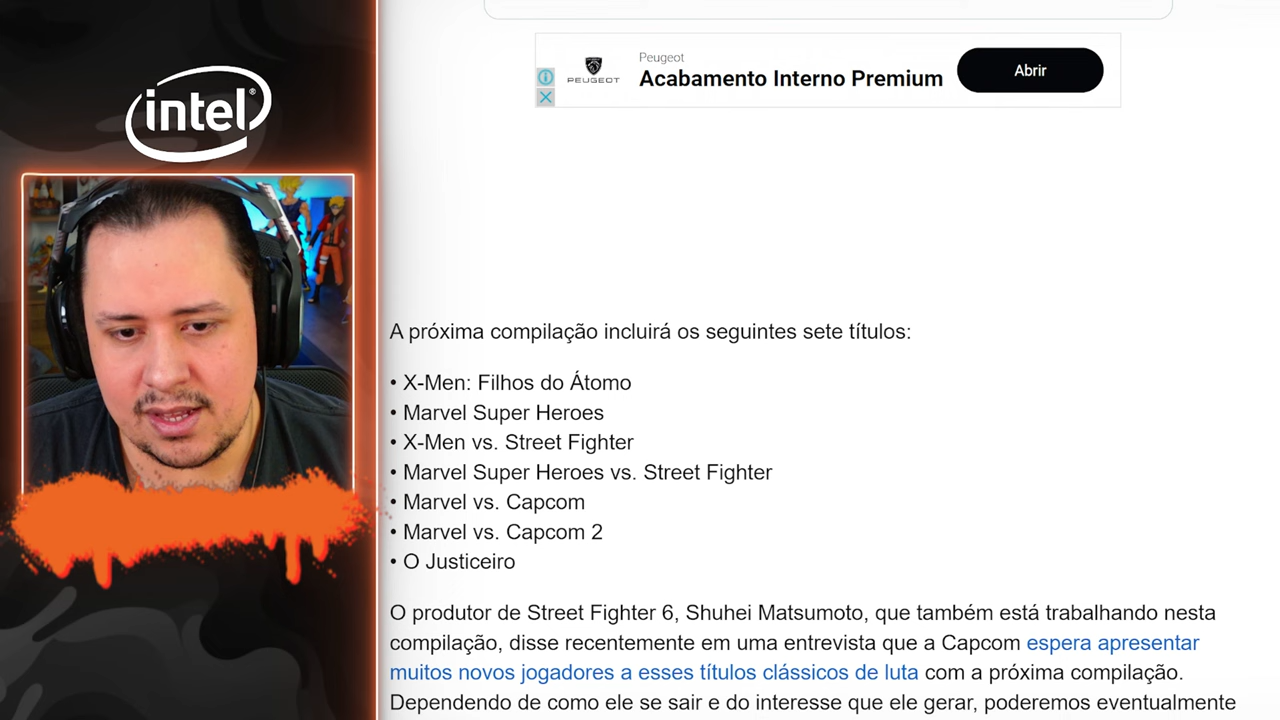 intel®
Peugeot
PEUGEOT
Acabamento Interno Premium
Abrir
A próxima compilação incluirá os seguintes sete títulos:
• X-Men: Filhos do Átomo
• Marvel Super Heroes
• X-Men vs. Street Fighter
• Marvel Super Heroes vs. Street Fighter
• Marvel vs. Capcom
• Marvel vs. Capcom 2
• O Justiceiro
O produtor de Street Fighter 6, Shuhei Matsumoto, que também está trabalhando nesta
compilação, disse recentemente em uma entrevista que a Capcom espera apresentar
muitos novos jogadores a esses títulos clássicos de luta com a próxima compilação.
Dependendo de como ele se sair e do interesse que ele gerar, poderemos eventualmente